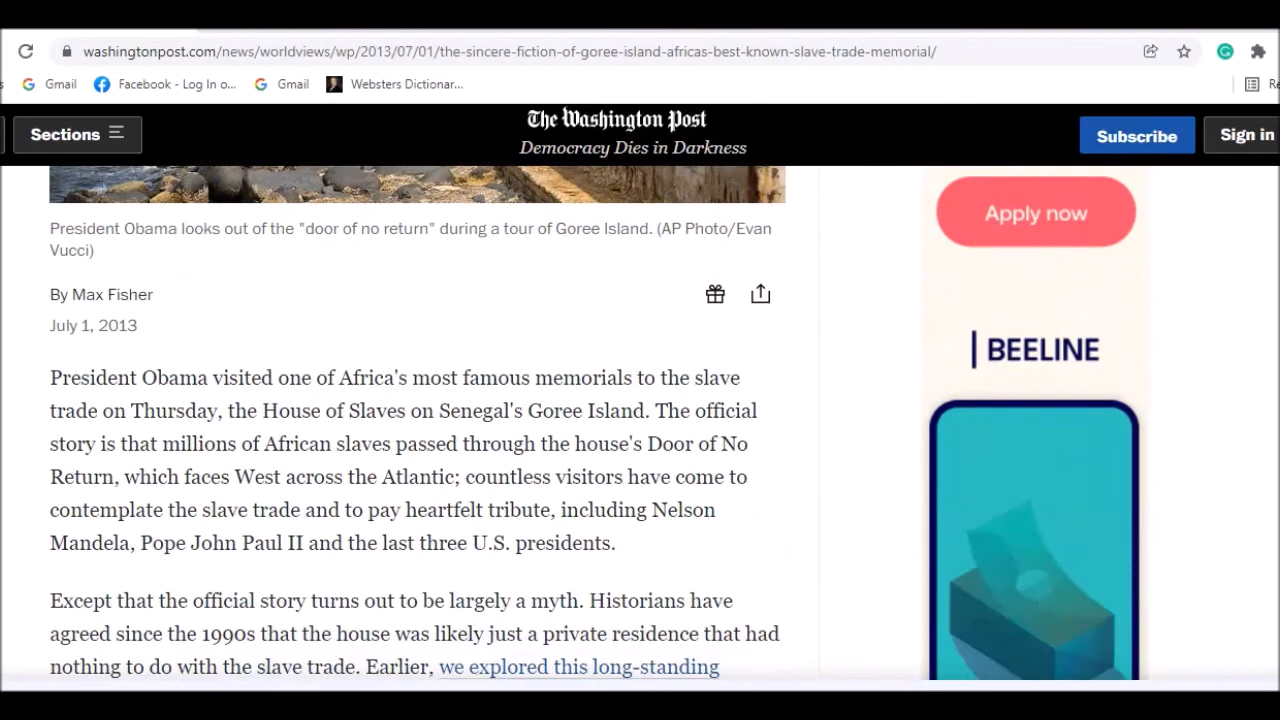 washingtonpost.com/news/worldviews/wp/2013/07/01/the-sincere-fiction-of-goree-island-africas-best-known-slave-trade-memorial/
s Gmail Facebook - Log In o... Gmail Websters Dictionar... Re
Sections
The Washington Post
Democracy Dies in Darkness
Subscribe
Sign in
President Obama looks out of the "door of no return" during a tour of Goree Island. (AP Photo/Evan
Vucci)
By Max Fisher
July 1, 2013
President Obama visited one of Africa's most famous memorials to the slave
trade on Thursday, the House of Slaves on Senegal's Goree Island. The official
story is that millions of African slaves passed through the house's Door of No
Return, which faces West across the Atlantic; countless visitors have come to
contemplate the slave trade and to pay heartfelt tribute, including Nelson
Mandela, Pope John Paul II and the last three U.S. presidents.
Except that the official story turns out to be largely a myth. Historians have
agreed since the 1990s that the house was likely just a private residence that had
nothing to do with the slave trade. Earlier, we explored this long-standing
Apply now
BEELINE